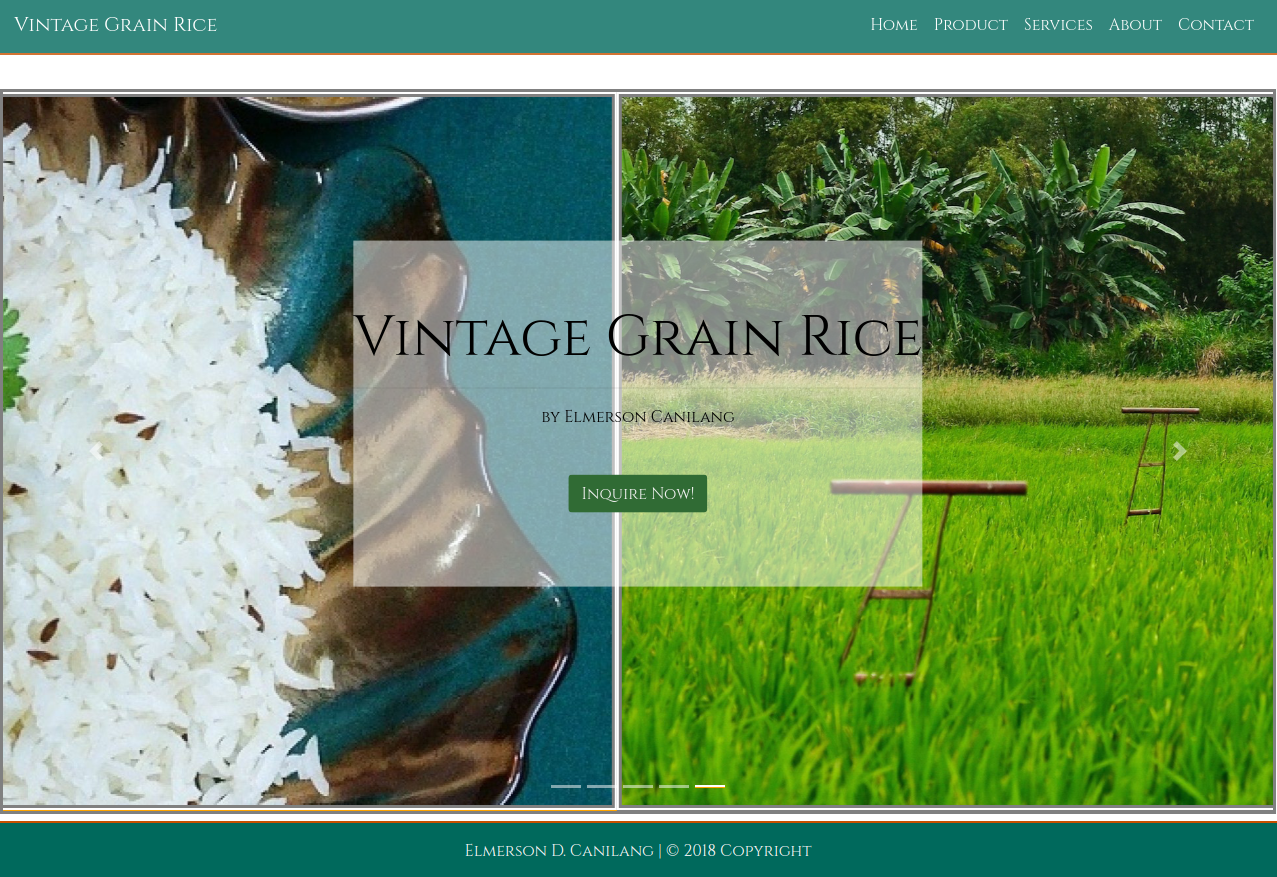 Vintage Grain Rice
Home Product Services About Contact
Vintage Grain Rice
by Elmerson Canilang
Inquire Now!
Elmerson D. Canilang | © 2018 Copyright